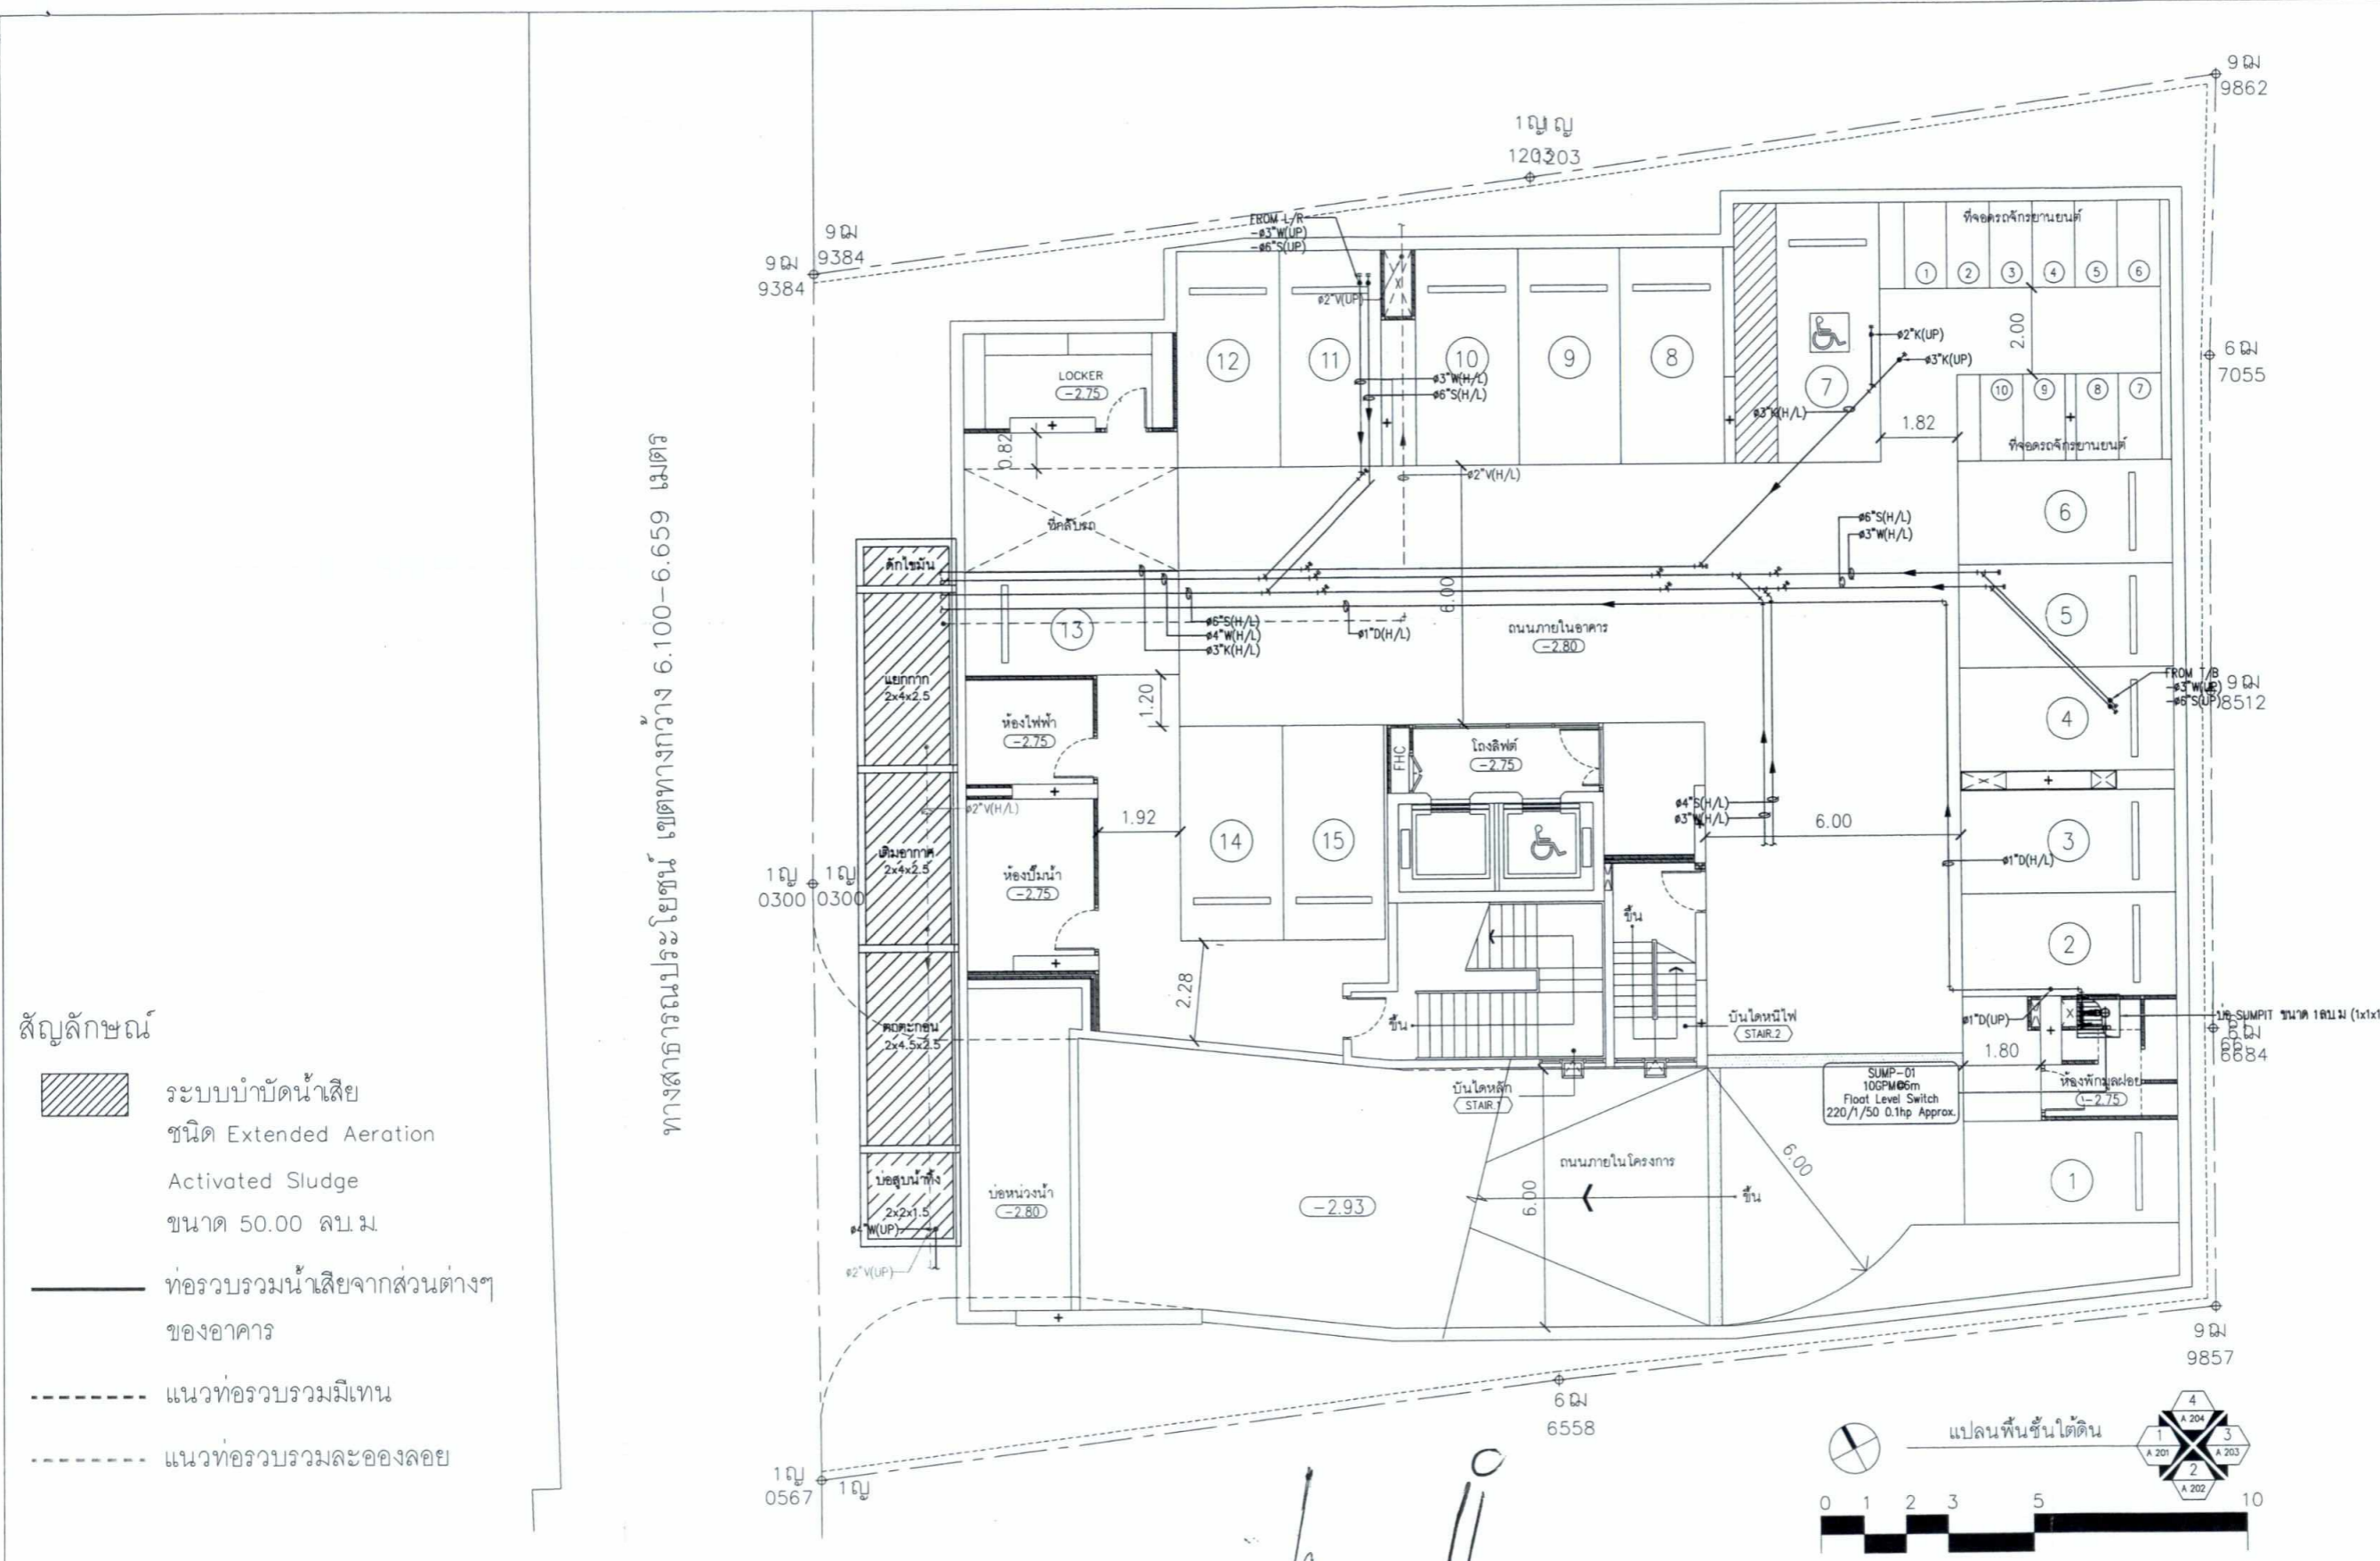 9ฌ
9862
1ญ 1ญ
1203 1203
FROM L/R
-ø3"W(UP)
-ø6"S(UP)
ที่จอดรถจักรยานยนต์
9ฌ
9384
9ฌ
9384
1
2
3
4
5
6
ø2"V(UP)
2.00
6ฌ
7055
ø2"K(UP)
ø3"K(UP)
LOCKER
-2.75
12
11
10
9
8
7
ø3"W(H/L)
ø6"S(H/L)
ø3"K(H/L)
10
9
8
7
1.82
0.82
ที่จอดรถจักรยานยนต์
ø2"V(H/L)
ที่กลับรถ
6
ø6"S(H/L)
ø3"W(H/L)
ทางสาธารณประโยชน์ เขตทางกว้าง 6.100-6.659 เมตร
ดักไขมัน
6.00
13
ø6"S(H/L)
ø4"W(H/L)
ø3"K(H/L)
ø1"D(H/L)
ถนนภายในอาคาร
-2.80
5
FROM T/B
-ø3"W(UP)
-ø6"S(UP)
9ฌ
8512
แยกกาก
2x4x2.5
1.20
4
ห้องไฟฟ้า
-2.75
FHC
โถงลิฟต์
-2.75
ø2"V(H/L)
ø4"S(H/L)
ø3"W(H/L)
1.92
6.00
14
15
3
เติมอากาศ
2x4x2.5
ø1"D(H/L)
ห้องปั๊มน้ำ
-2.75
1ญ
0300
1ญ
0300
ขึ้น
2
2.28
สัญลักษณ์
ตกตะกอน
2x4.5x2.5
ขึ้น
บันไดหนีไฟ
STAIR.2
ø1"D(UP)
บ่อ SUMPIT ขนาด 1ลบ.ม (1x1x1
6ฌ
6684
1.80
ระบบบำบัดน้ำเสีย
ชนิด Extended Aeration
Activated Sludge
ขนาด 50.00 ลบ.ม.
บันไดหลัก
STAIR.1
SUMP-01
10GPM@6m
Float Level Switch
220/1/50 0.1hp Approx.
ห้องพักมูลฝอย
-2.75
บ่อสูบน้ำทิ้ง
2x2x1.5
บ่อหน่วงน้ำ
-2.80
-2.93
6.00
ถนนภายในโครงการ
ขึ้น
6.00
1
ø4"W(UP)
ø2"V(UP)
ท่อรวบรวมน้ำเสียจากส่วนต่างๆ
ของอาคาร
แนวท่อรวบรวมมีเทน
แนวท่อรวบรวมละอองลอย
9ฌ
9857
6ฌ
6558
1ญ
0567
1ญ
แปลนพื้นชั้นใต้ดิน
4
A 204
1
A 201
3
A 203
2
A 202
0 1 2 3 5 10